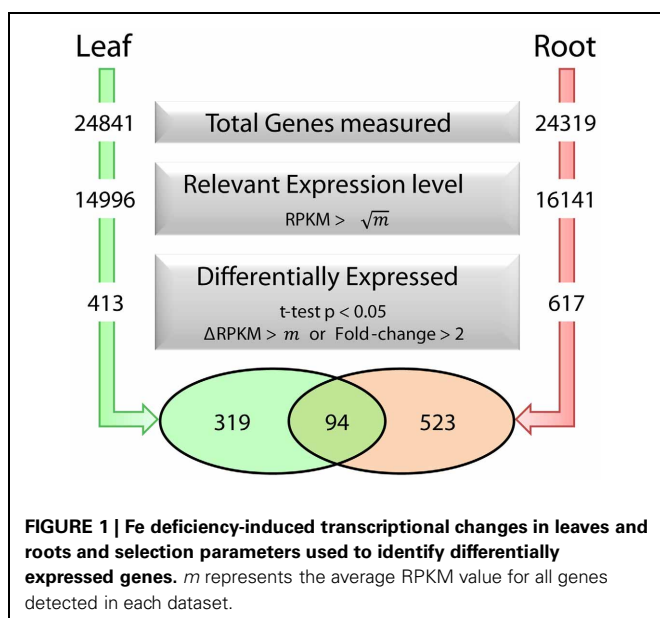 Leaf
Root
24841
Total Genes measured
24319
14996
Relevant Expression level
RPKM > √m
16141
413
Differentially Expressed
t-test p < 0.05
ΔRPKM > m or Fold-change > 2
617
319
94
523
FIGURE 1 | Fe deficiency-induced transcriptional changes in leaves and
roots and selection parameters used to identify differentially
expressed genes. m represents the average RPKM value for all genes
detected in each dataset.